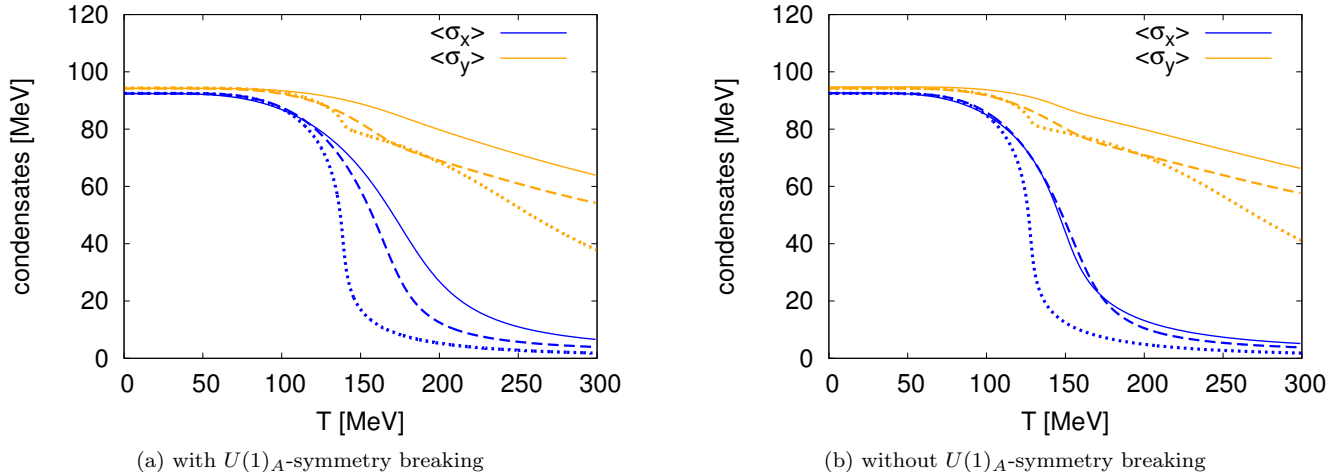 120
100
80
60
40
20
0
condensates [MeV]
<σx>
<σy>
0 50 100 150 200 250 300
T [MeV]
(a) with U(1)A-symmetry breaking
120
100
80
60
40
20
0
condensates [MeV]
<σx>
<σy>
0 50 100 150 200 250 300
T [MeV]
(b) without U(1)A-symmetry breaking